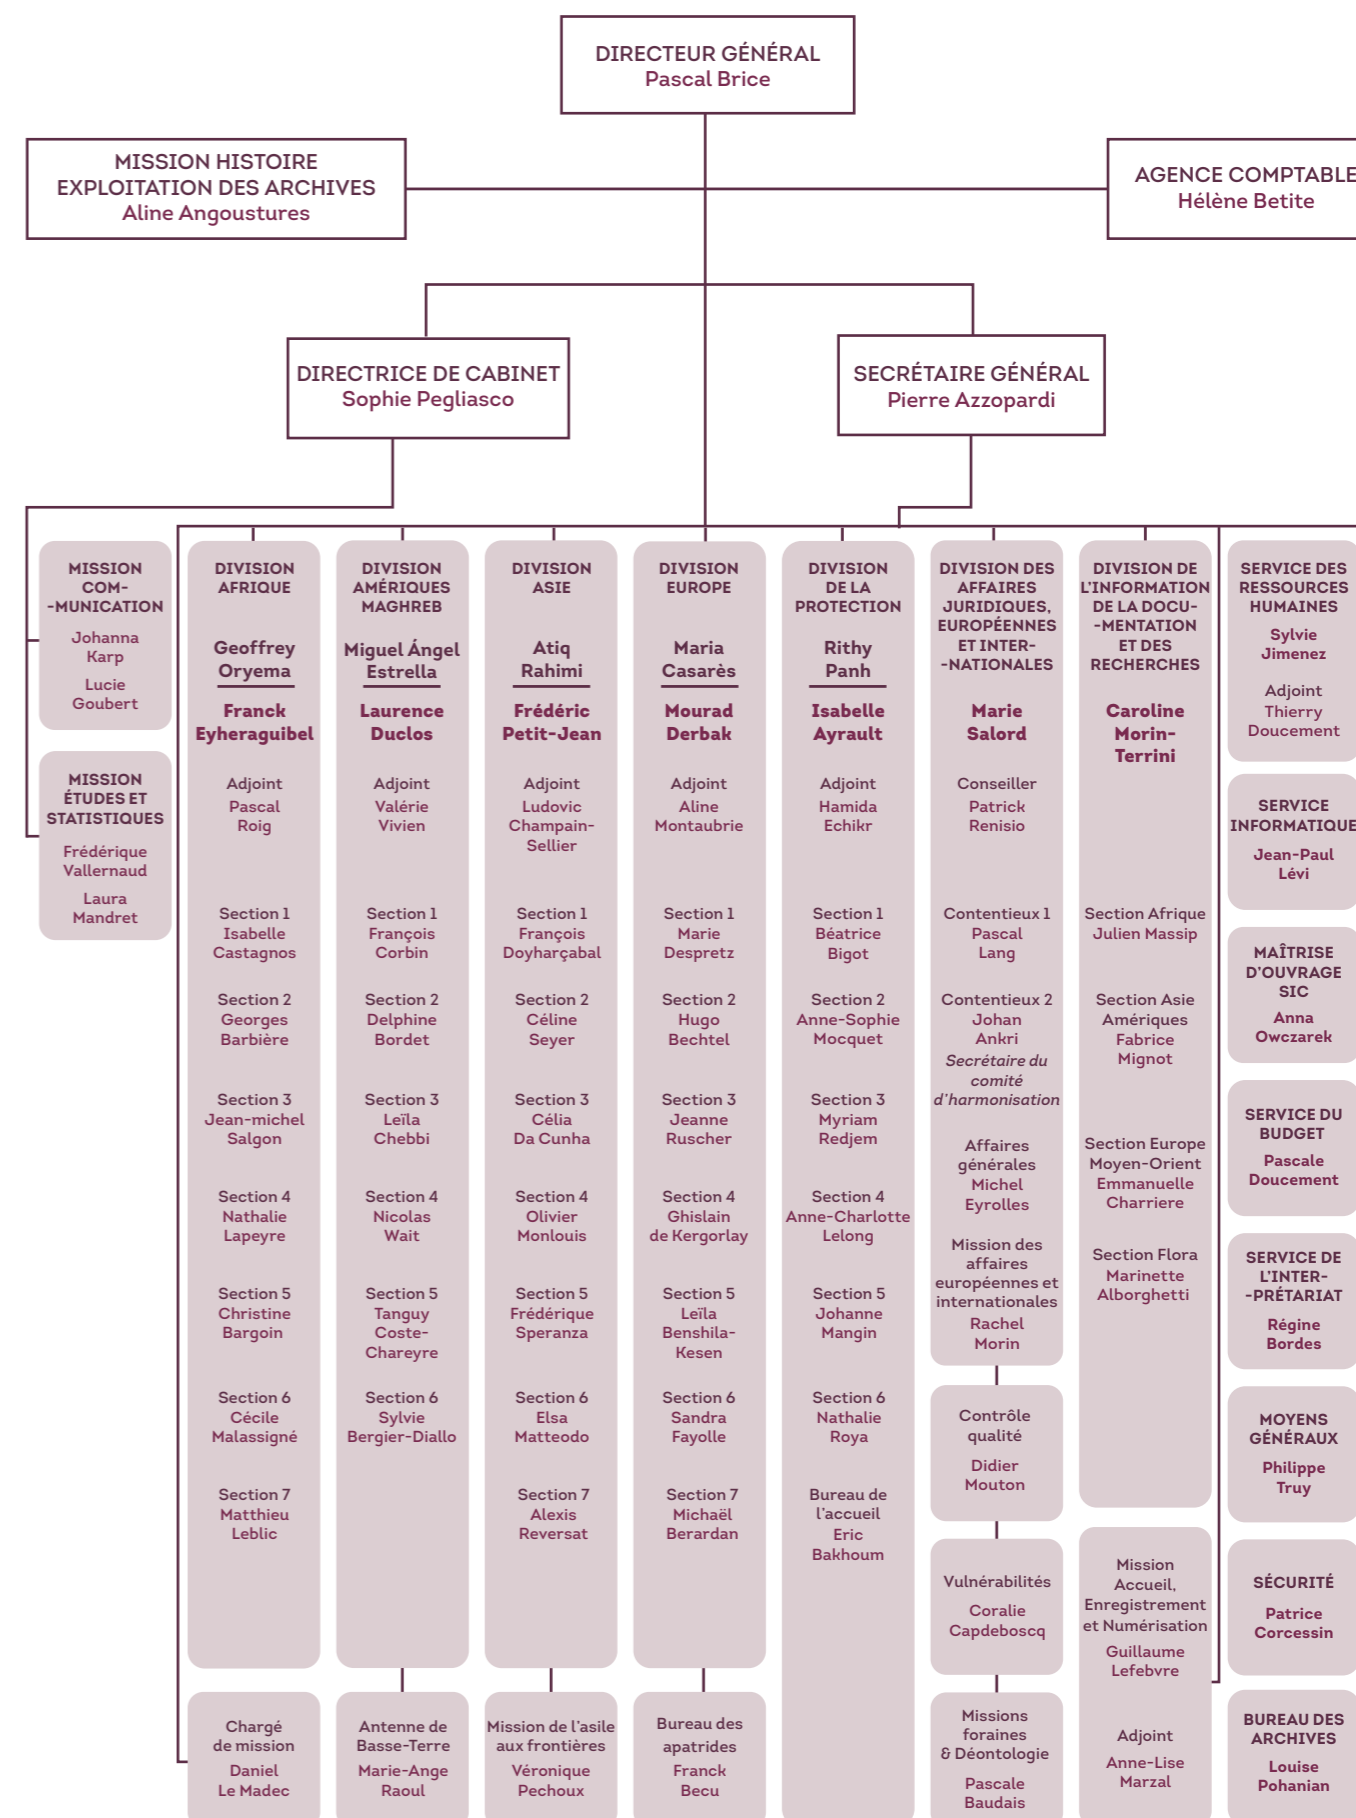 DIRECTEUR GÉNÉRAL
Pascal Brice
MISSION HISTOIRE
EXPLOITATION DES ARCHIVES
Aline Angoustures
AGENCE COMPTABLE
Hélène Betite
DIRECTRICE DE CABINET
Sophie Pegliasco
SECRÉTAIRE GÉNÉRAL
Pierre Azzopardi
MISSION
COM-
-MUNICATION
Johanna
Karp
Lucie
Goubert
MISSION
ÉTUDES ET
STATISTIQUES
Frédérique
Vallernaud
Laura
Mandret
DIVISION
AFRIQUE
Geoffrey
Oryema
Franck
Eyheraguibel
Adjoint
Pascal
Roig
Section 1
Isabelle
Castagnos
Section 2
Georges
Barbière
Section 3
Jean-michel
Salgon
Section 4
Nathalie
Lapeyre
Section 5
Christine
Bargoin
Section 6
Cécile
Malassigné
Section 7
Matthieu
Leblic
Chargé
de mission
Daniel
Le Madec
DIVISION
AMÉRIQUES
MAGHREB
Miguel Ángel
Estrella
Laurence
Duclos
Adjoint
Valérie
Vivien
Section 1
François
Corbin
Section 2
Delphine
Bordet
Section 3
Leïla
Chebbi
Section 4
Nicolas
Wait
Section 5
Tanguy
Coste-
Chareyre
Section 6
Sylvie
Bergier-Diallo
Antenne de
Basse-Terre
Marie-Ange
Raoul
DIVISION
ASIE
Atiq
Rahimi
Frédéric
Petit-Jean
Adjoint
Ludovic
Champain-
Sellier
Section 1
François
Doyharçabal
Section 2
Céline
Seyer
Section 3
Célia
Da Cunha
Section 4
Olivier
Monlouis
Section 5
Frédérique
Speranza
Section 6
Elsa
Matteodo
Section 7
Alexis
Reversat
Mission de l'asile
aux frontières
Véronique
Pechoux
DIVISION
EUROPE
Maria
Casarès
Mourad
Derbak
Adjoint
Aline
Montaubrie
Section 1
Marie
Despretz
Section 2
Hugo
Bechtel
Section 3
Jeanne
Ruscher
Section 4
Ghislain
de Kergorlay
Section 5
Leïla
Benshila-
Kesen
Section 6
Sandra
Fayolle
Section 7
Michaël
Berardan
Bureau des
apatrides
Franck
Becu
DIVISION
DE LA
PROTECTION
Rithy
Panh
Isabelle
Ayrault
Adjoint
Hamida
Echikr
Section 1
Béatrice
Bigot
Section 2
Anne-Sophie
Mocquet
Section 3
Myriam
Redjem
Section 4
Anne-Charlotte
Lelong
Section 5
Johanne
Mangin
Section 6
Nathalie
Roya
Bureau de
l'accueil
Eric
Bakhoum
DIVISION DES
AFFAIRES
JURIDIQUES,
EUROPÉENNES
ET INTER-
-NATIONALES
Marie
Salord
Conseiller
Patrick
Renisio
Contentieux 1
Pascal
Lang
Contentieux 2
Johan
Ankri
Secrétaire du
comité
d'harmonisation
Affaires
générales
Michel
Eyrolles
Mission des
affaires
européennes et
internationales
Rachel
Morin
Contrôle
qualité
Didier
Mouton
Vulnérabilités
Coralie
Capdeboscq
Missions
foraines
& Déontologie
Pascale
Baudais
DIVISION DE
L'INFORMATION
DE LA DOCU-
-MENTATION
ET DES
RECHERCHES
Caroline
Morin-
Terrini
Section Afrique
Julien Massip
Section Asie
Amériques
Fabrice
Mignot
Section Europe
Moyen-Orient
Emmanuelle
Charriere
Section Flora
Marinette
Alborghetti
Mission
Accueil,
Enregistrement
et Numérisation
Guillaume
Lefebvre
Adjoint
Anne-Lise
Marzal
SERVICE DES
RESSOURCES
HUMAINES
Sylvie
Jimenez
Adjoint
Thierry
Doucement
SERVICE
INFORMATIQUE
Jean-Paul
Lévi
MAÎTRISE
D'OUVRAGE
SIC
Anna
Owczarek
SERVICE DU
BUDGET
Pascale
Doucement
SERVICE DE
L'INTER-
-PRÉTARIAT
Régine
Bordes
MOYENS
GÉNÉRAUX
Philippe
Truy
SÉCURITÉ
Patrice
Corcessin
BUREAU DES
ARCHIVES
Louise
Pohanian